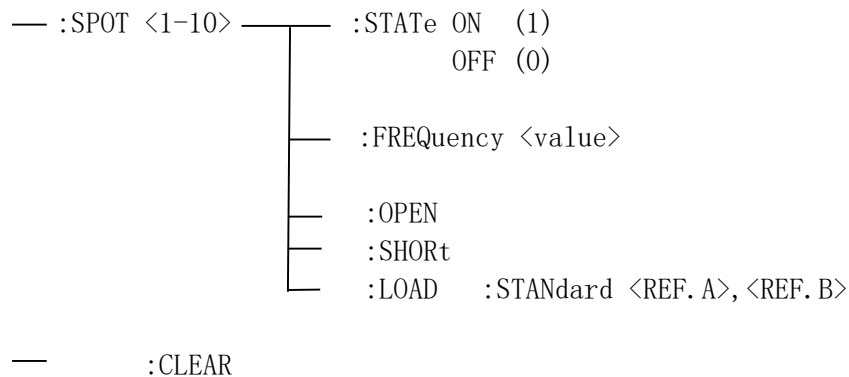 :SPOT <1-10> :STATe ON (1)
OFF (0)
:FREQuency <value>
:OPEN
:SHORt
:LOAD :STANdard <REF.A>,<REF.B>
:CLEAR